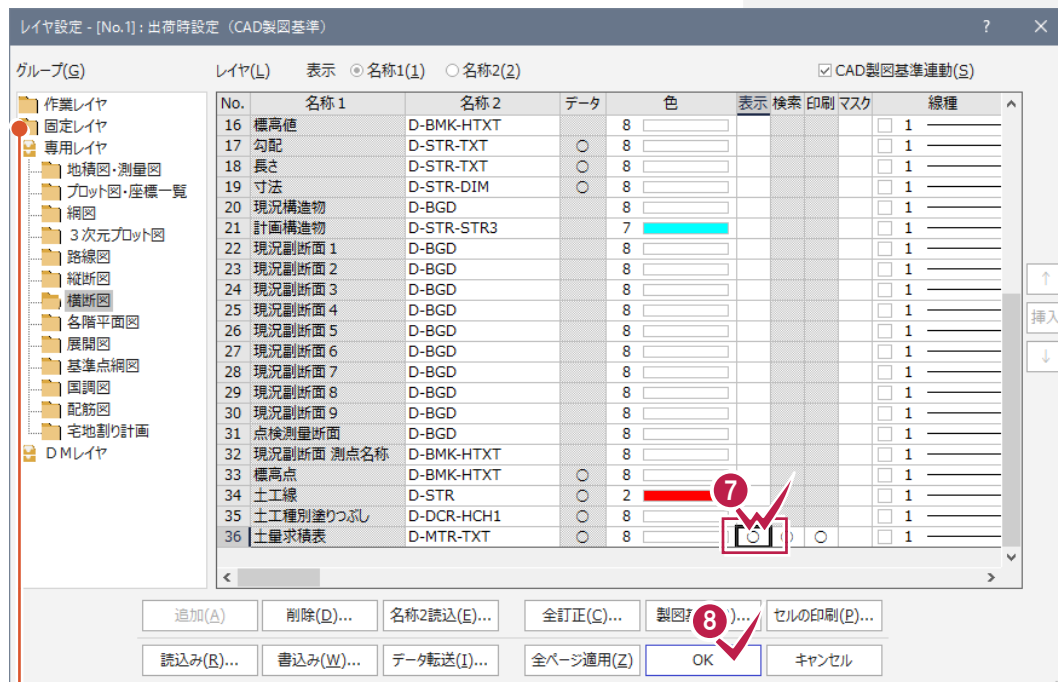 レイヤ設定 - [No.1] : 出荷時設定（CAD製図基準） ? ×
グループ(G)
レイヤ(L) 表示 名称1(1) 名称2(2) CAD製図基準連動(S)
作業レイヤ
固定レイヤ
専用レイヤ
地積図・測量図
プロット図・座標一覧
網図
３次元プロット図
路線図
縦断図
横断図
各階平面図
展開図
基準点網図
国調図
配筋図
宅地割り計画
DMレイヤ
No. 名称１ 名称２ データ 色 表示 検索 印刷 マスク 線種
16 標高値 D-BMK-HTXT 8 1
17 勾配 D-STR-TXT ○ 8 1
18 長さ D-STR-TXT ○ 8 1
19 寸法 D-STR-DIM ○ 8 1
20 現況構造物 D-BGD 8 1
21 計画構造物 D-STR-STR3 7 1
22 現況副断面１ D-BGD 8 1
23 現況副断面２ D-BGD 8 1
24 現況副断面３ D-BGD 8 1
25 現況副断面４ D-BGD 8 1
26 現況副断面５ D-BGD 8 1
27 現況副断面６ D-BGD 8 1
28 現況副断面７ D-BGD 8 1
29 現況副断面８ D-BGD 8 1
30 現況副断面９ D-BGD 8 1
31 点検測量断面 D-BGD 8 1
32 現況副断面 測点名称 D-BMK-HTXT 8 1
33 標高点 D-BMK-HTXT ○ 8 1
34 土工線 D-STR ○ 2 1
35 土工種別塗りつぶし D-DCR-HCH1 ○ 8 1
36 土量求積表 D-MTR-TXT ○ 8 ○ ○ ○ 1
7
↑
挿入
↓
追加(A) 削除(D)... 名称2読込(E)... 全訂正(C)... 製図 )... セルの印刷(P)...
8
読込み(R)... 書込み(W)... データ転送(I)... 全ページ適用(Z) OK キャンセル